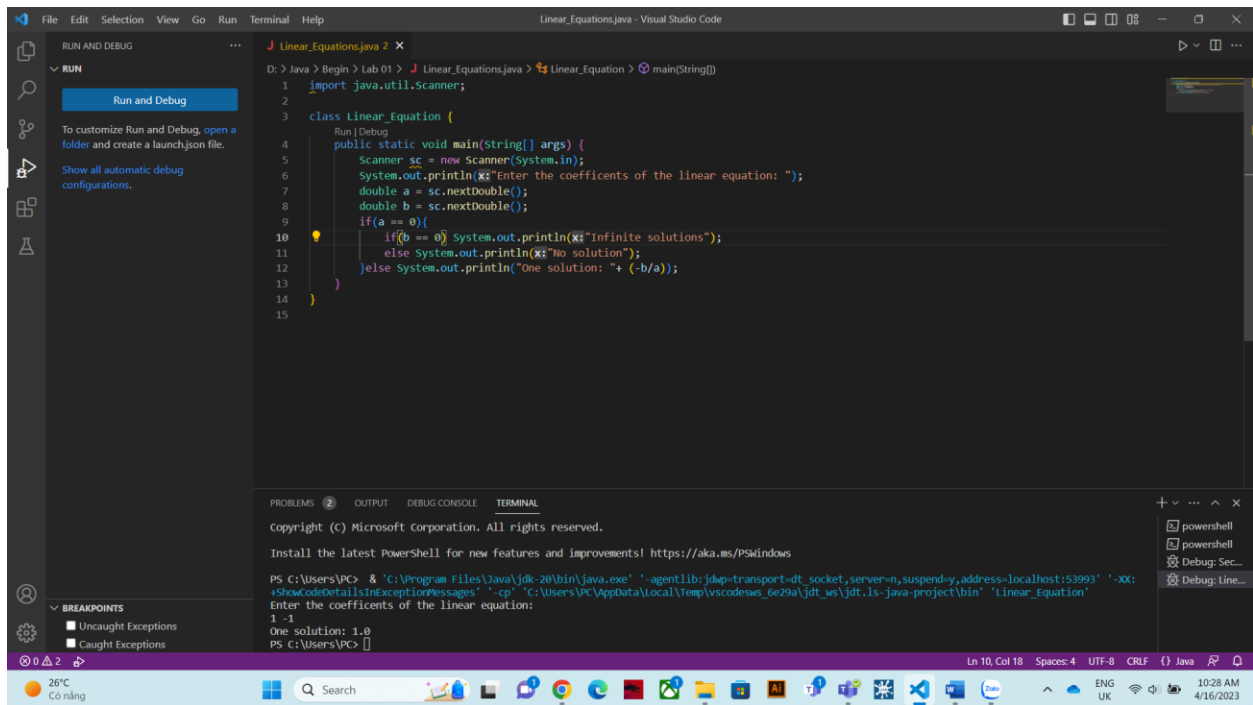 File Edit Selection View Go Run Terminal Help Linear_Equations.java - Visual Studio Code
RUN AND DEBUG ...
RUN
Run and Debug
To customize Run and Debug, open a
folder and create a launch.json file.
Show all automatic debug
configurations.
J Linear_Equations.java 2 ×
D: > Java > Begin > Lab 01 > J Linear_Equations.java > Linear_Equation > main(String[])
1 import java.util.Scanner;
2
3 class Linear_Equation {
Run | Debug
4 public static void main(String[] args) {
5 Scanner sc = new Scanner(System.in);
6 System.out.println(x:"Enter the coefficents of the linear equation: ");
7 double a = sc.nextDouble();
8 double b = sc.nextDouble();
9 if(a == 0){
10 if(b == 0) System.out.println(x:"Infinite solutions");
11 else System.out.println(x:"No solution");
12 }else System.out.println("One solution: "+ (-b/a));
13 }
14 }
15
PROBLEMS 2 OUTPUT DEBUG CONSOLE TERMINAL
Copyright (C) Microsoft Corporation. All rights reserved.
Install the latest PowerShell for new features and improvements! https://aka.ms/PSWindows
PS C:\Users\PC> & 'C:\Program Files\Java\jdk-20\bin\java.exe' '-agentlib:jdwp=transport=dt_socket,server=n,suspend=y,address=localhost:53993' '-XX:
+ShowCodeDetailsInExceptionMessages' '-cp' 'C:\Users\PC\AppData\Local\Temp\vscodesws_6e29a\jdt_ws\jdt.ls-java-project\bin' 'Linear_Equation'
Enter the coefficents of the linear equation:
1 -1
One solution: 1.0
PS C:\Users\PC>
powershell
powershell
Debug: Sec...
Debug: Line...
BREAKPOINTS
Uncaught Exceptions
Caught Exceptions
0 2 Ln 10, Col 18 Spaces: 4 UTF-8 CRLF {} Java
26°C
Có nắng
Search
Ai
Zalo
ENG
UK
10:28 AM
4/16/2023